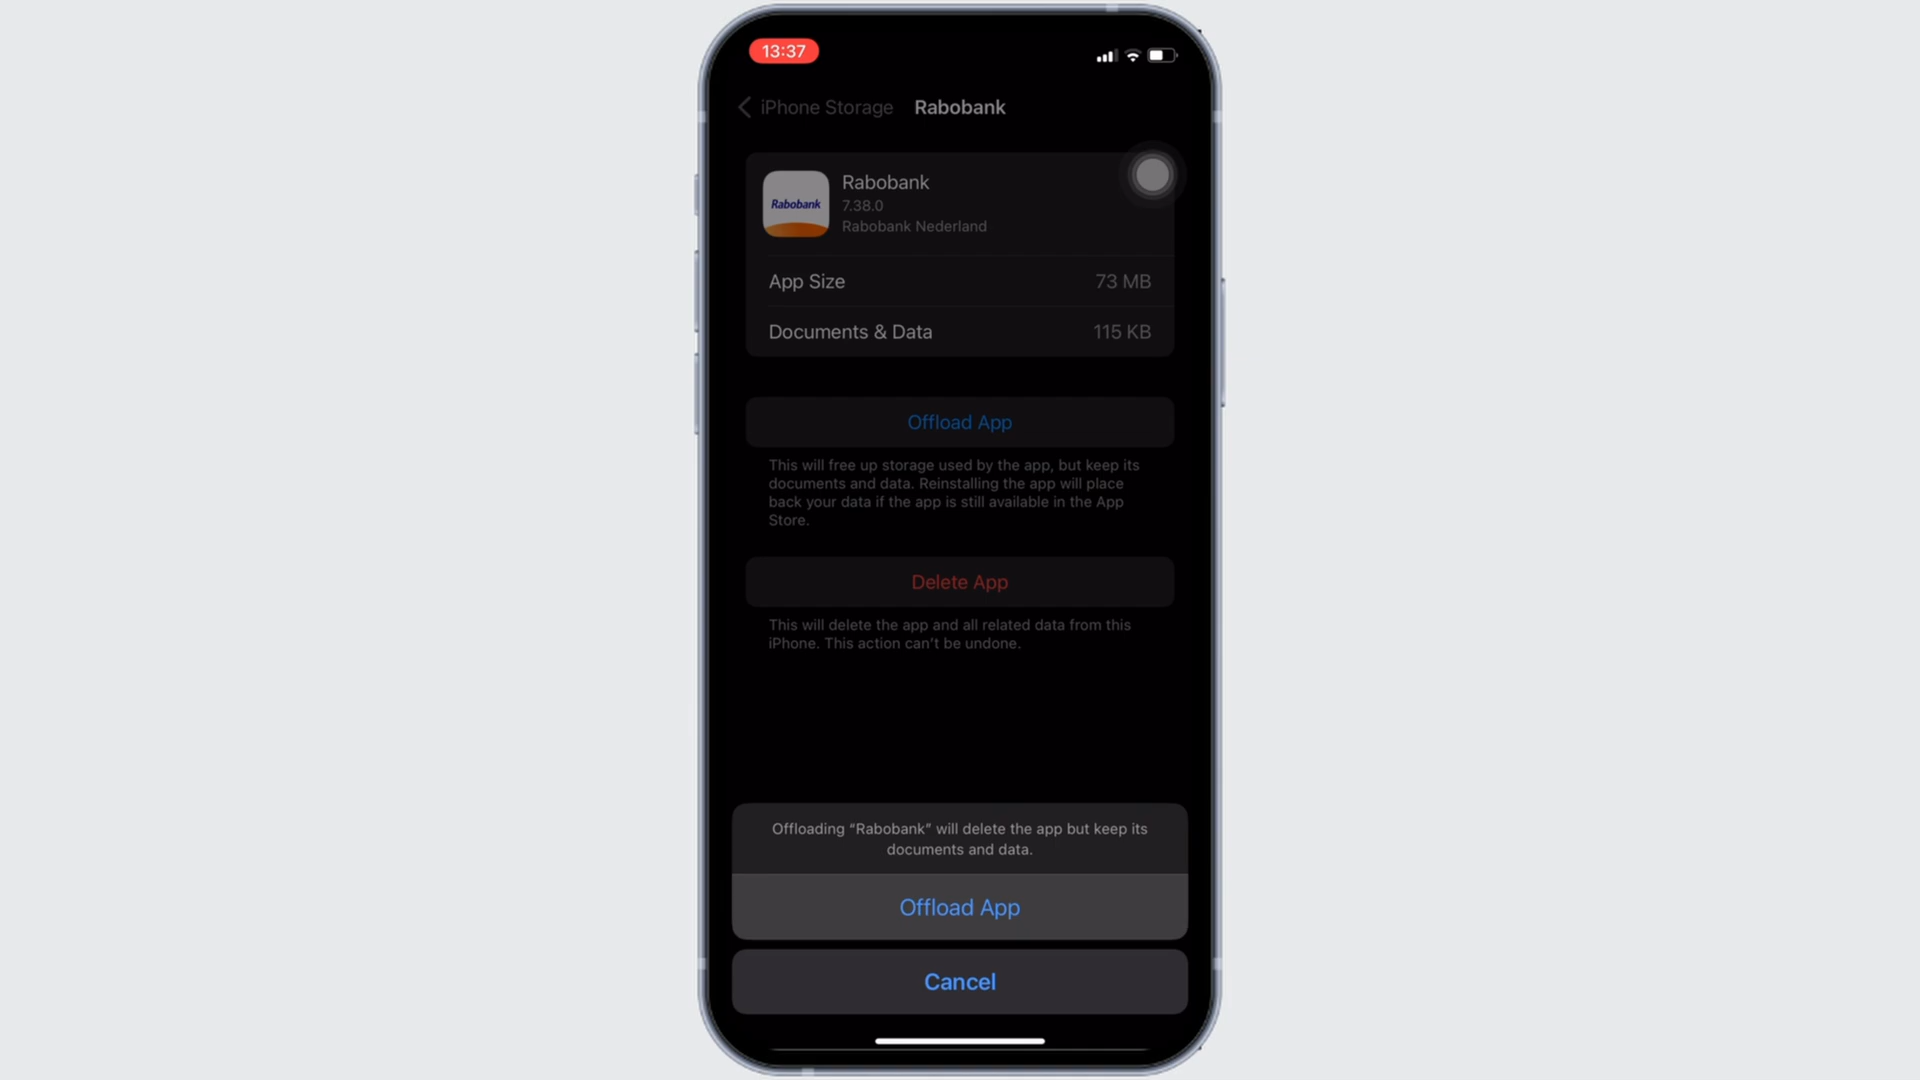 13:37
iPhone Storage Rabobank
Rabobank
Rabobank
7.38.0
Rabobank Nederland
App Size 73 MB
Documents & Data 115 KB
Offload App
This will free up storage used by the app, but keep its
documents and data. Reinstalling the app will place
back your data if the app is still available in the App
Store.
Delete App
This will delete the app and all related data from this
iPhone. This action can't be undone.
Offloading “Rabobank” will delete the app but keep its
documents and data.
Offload App
Cancel